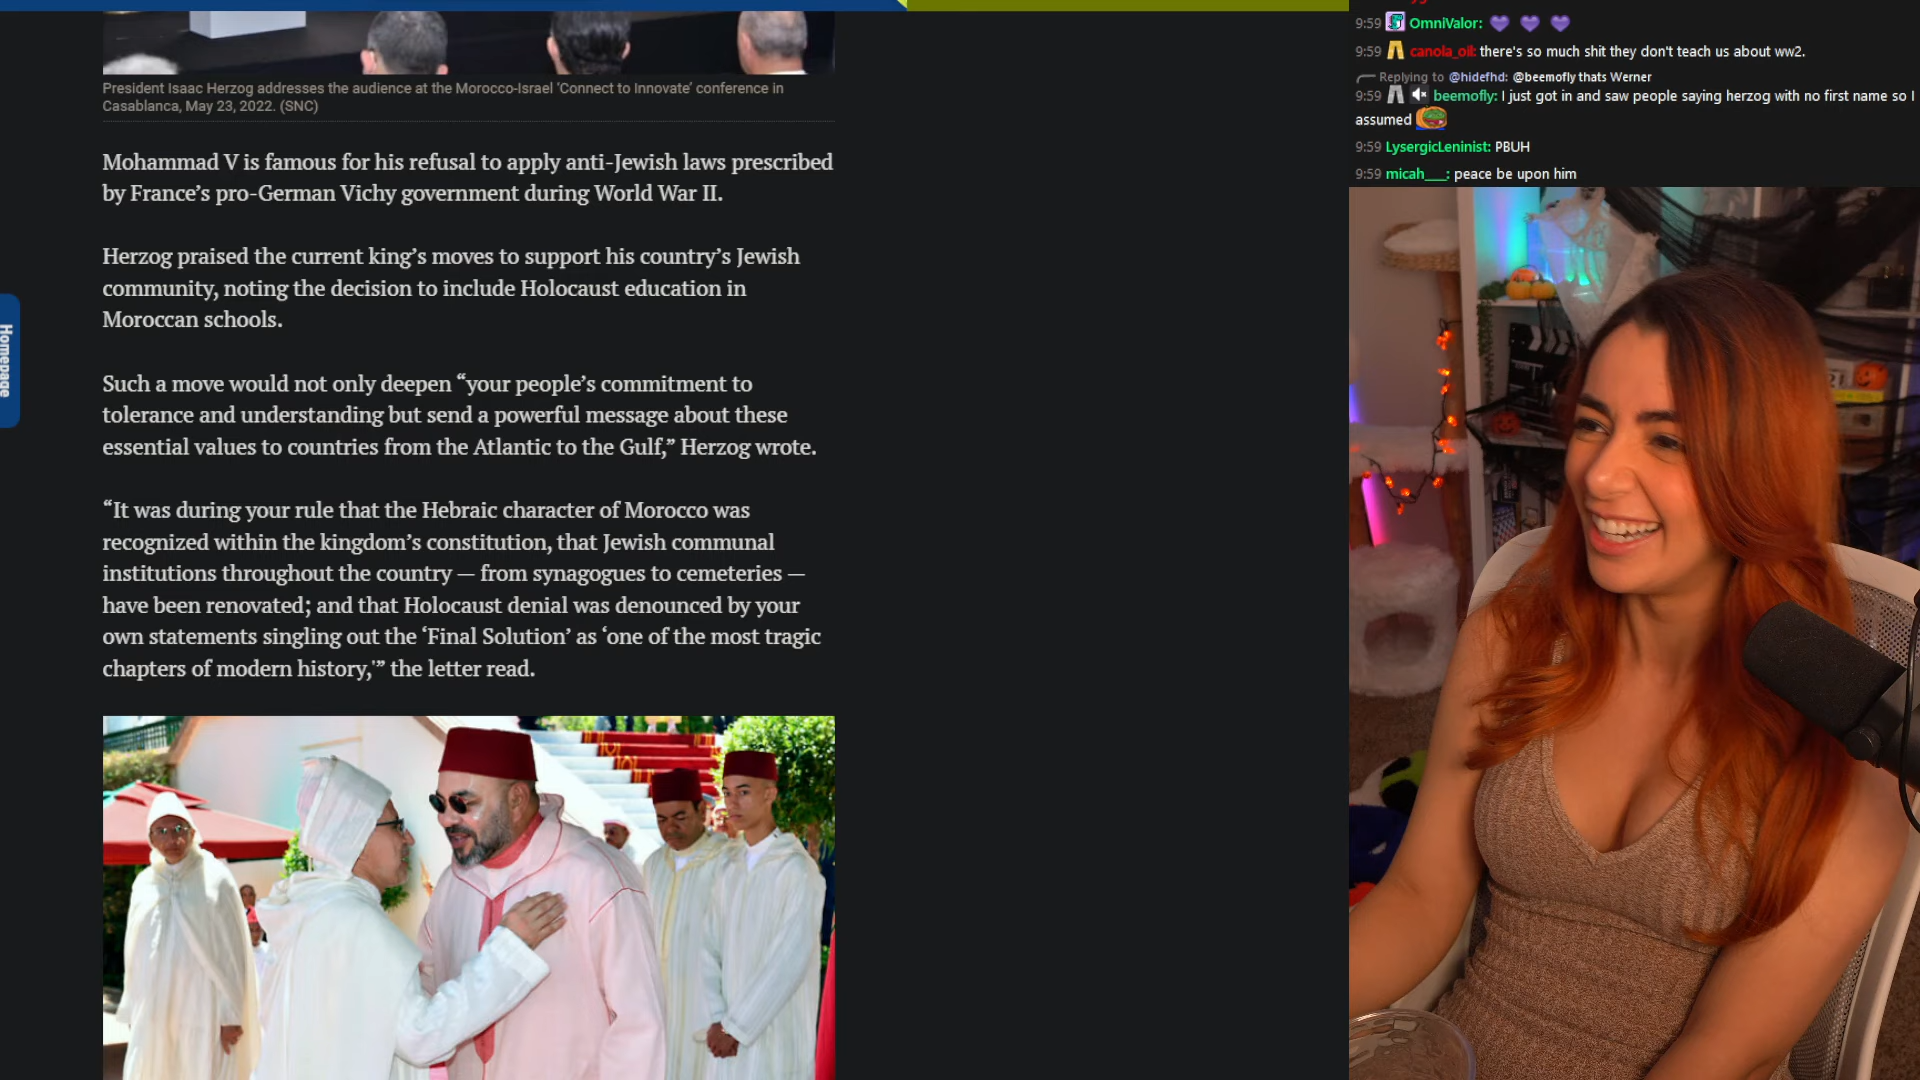 President Isaac Herzog addresses the audience at the Morocco-Israel ‘Connect to Innovate’ conference in
Casablanca, May 23, 2022. (SNC)
Mohammad V is famous for his refusal to apply anti-Jewish laws prescribed
by France’s pro-German Vichy government during World War II.
Herzog praised the current king’s moves to support his country’s Jewish
community, noting the decision to include Holocaust education in
Moroccan schools.
Such a move would not only deepen “your people’s commitment to
tolerance and understanding but send a powerful message about these
essential values to countries from the Atlantic to the Gulf,” Herzog wrote.
“It was during your rule that the Hebraic character of Morocco was
recognized within the kingdom’s constitution, that Jewish communal
institutions throughout the country — from synagogues to cemeteries —
have been renovated; and that Holocaust denial was denounced by your
own statements singling out the ‘Final Solution’ as ‘one of the most tragic
chapters of modern history,'” the letter read.
Homepage
9:59 OmniValor:
9:59 canola_oil: there's so much shit they don't teach us about ww2.
Replying to @hidefhd: @beemofly thats Werner
9:59 beemofly: I just got in and saw people saying herzog with no first name so I
assumed
9:59 LysergicLeninist: PBUH
9:59 micah___: peace be upon him